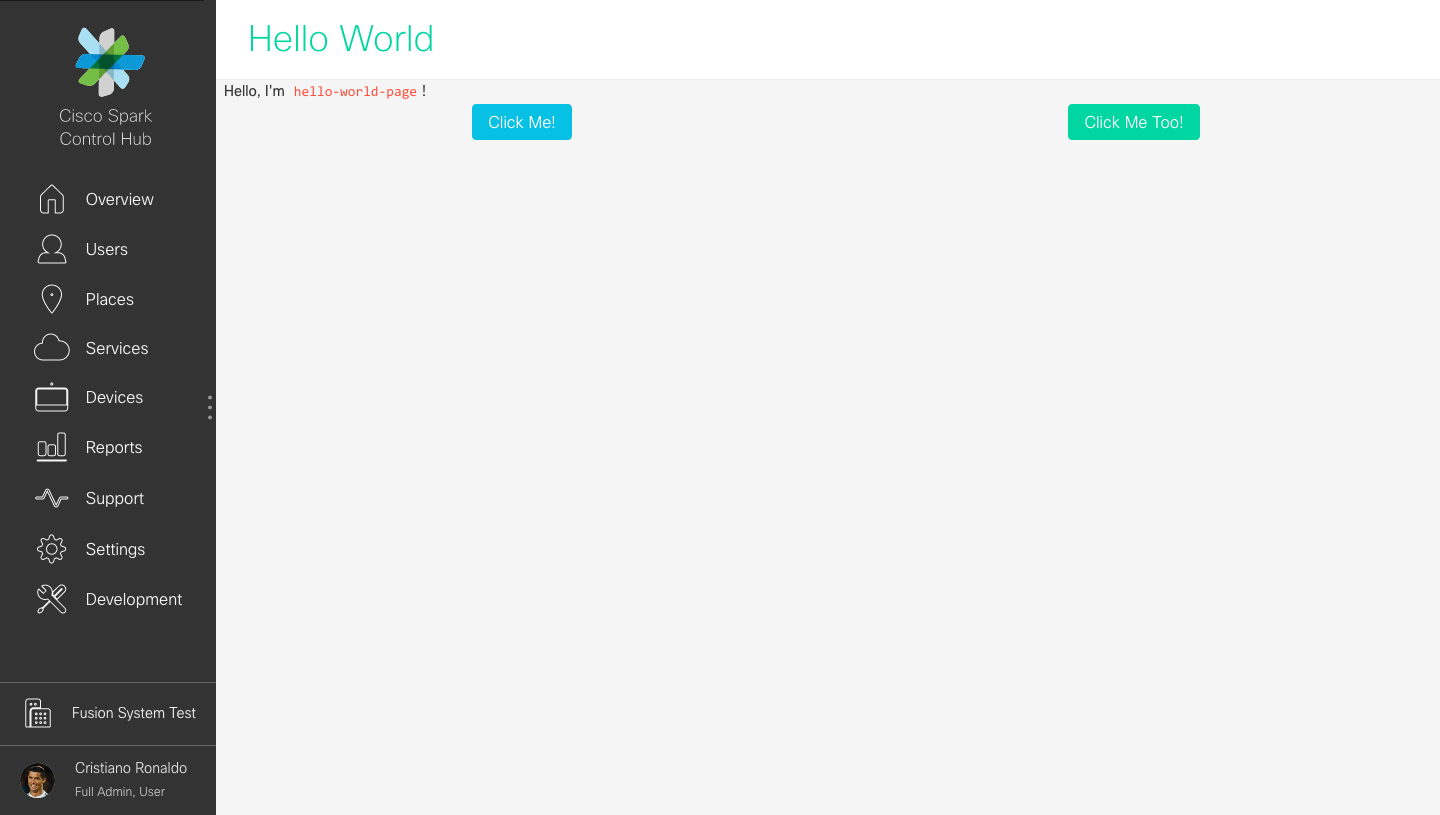 Cisco Spark
Control Hub
Overview
Users
Places
Services
Devices
Reports
Support
Settings
Development
Fusion System Test
Cristiano Ronaldo
Full Admin, User
Hello World
Hello, I'm hello-world-page !
Click Me!
Click Me Too!